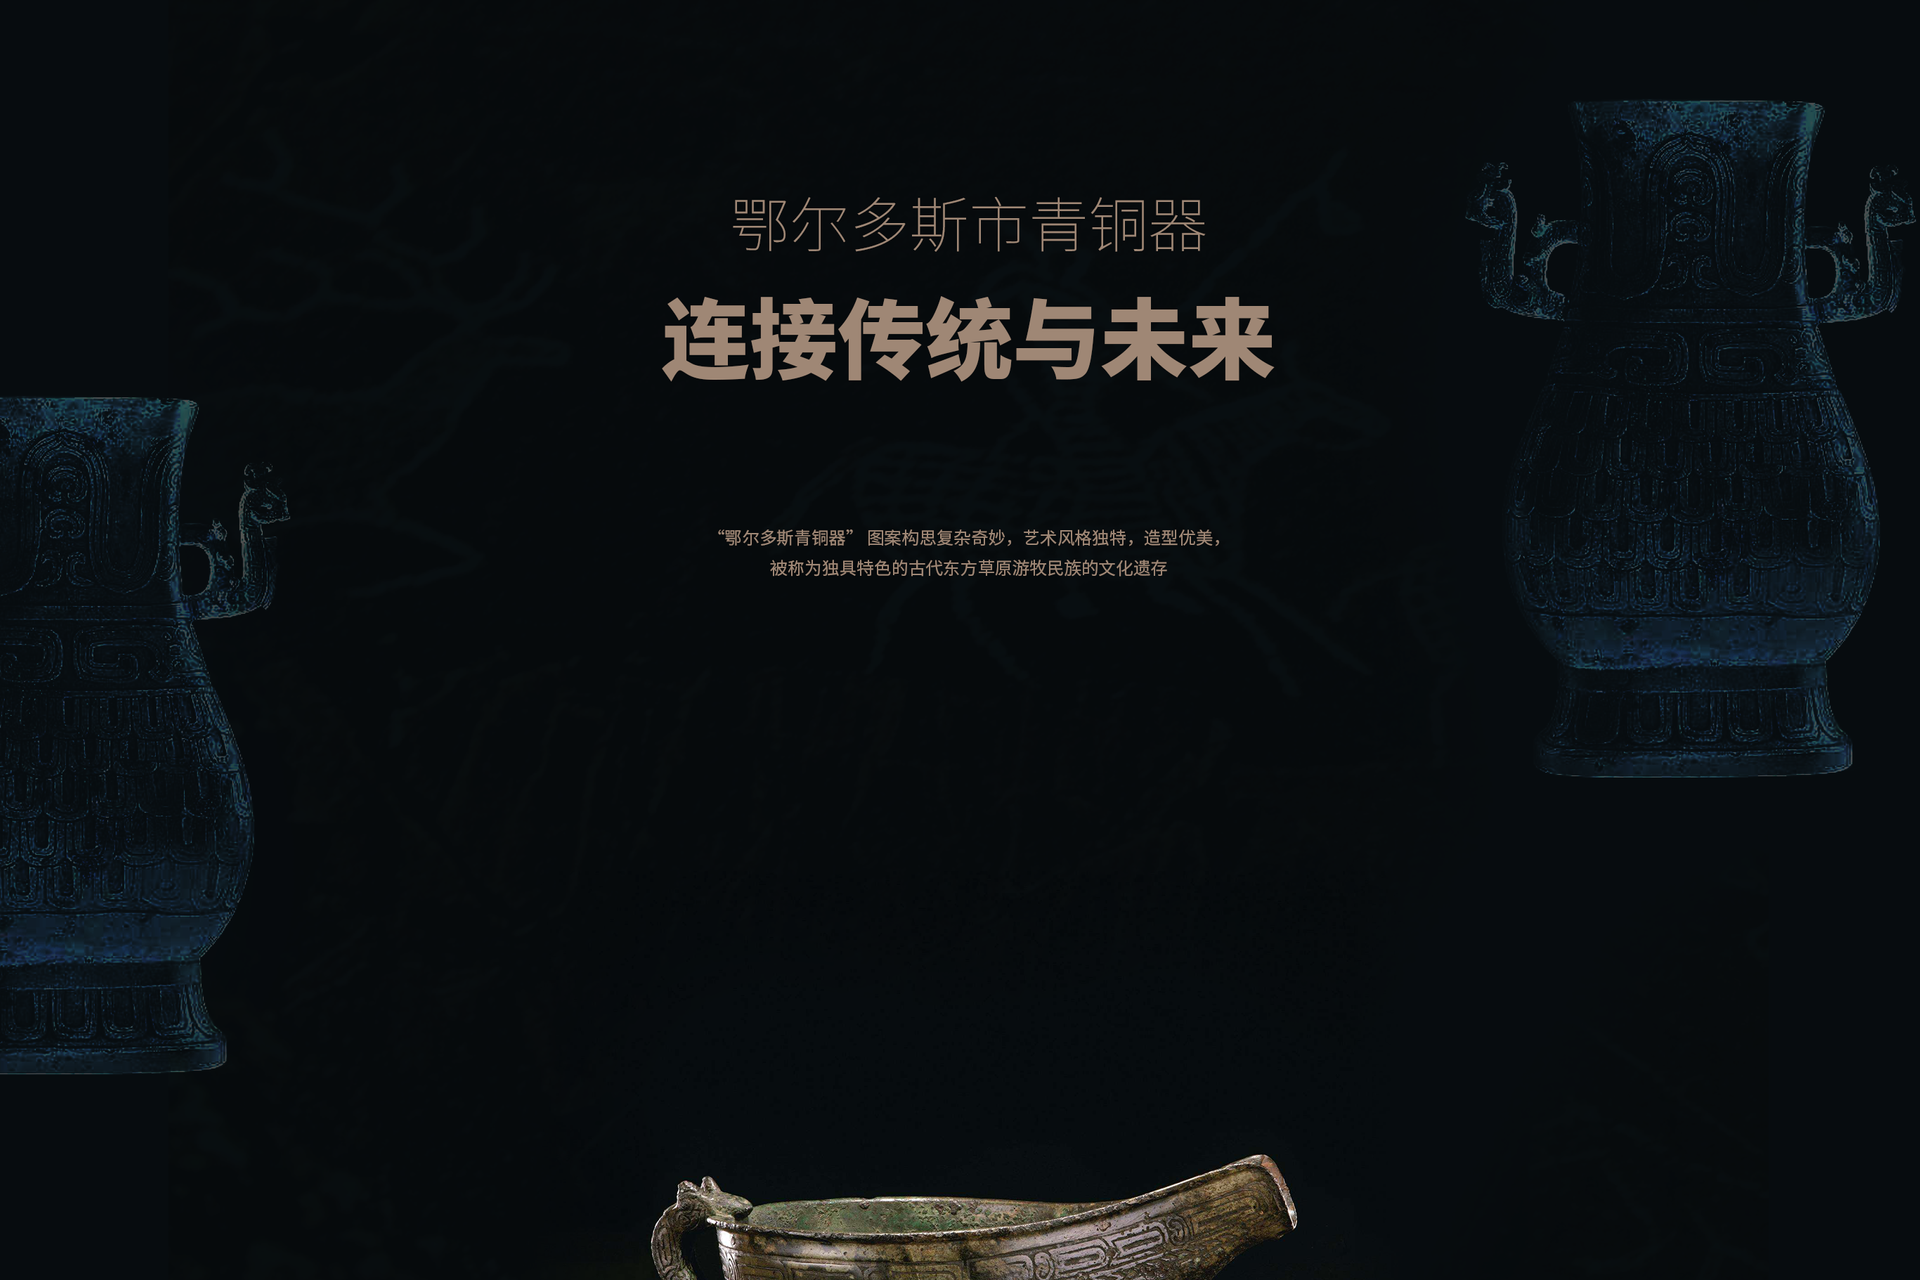 鄂尔多斯市青铜器
连接传统与未来
“鄂尔多斯青铜器” 图案构思复杂奇妙，艺术风格独特，造型优美，
被称为独具特色的古代东方草原游牧民族的文化遗存